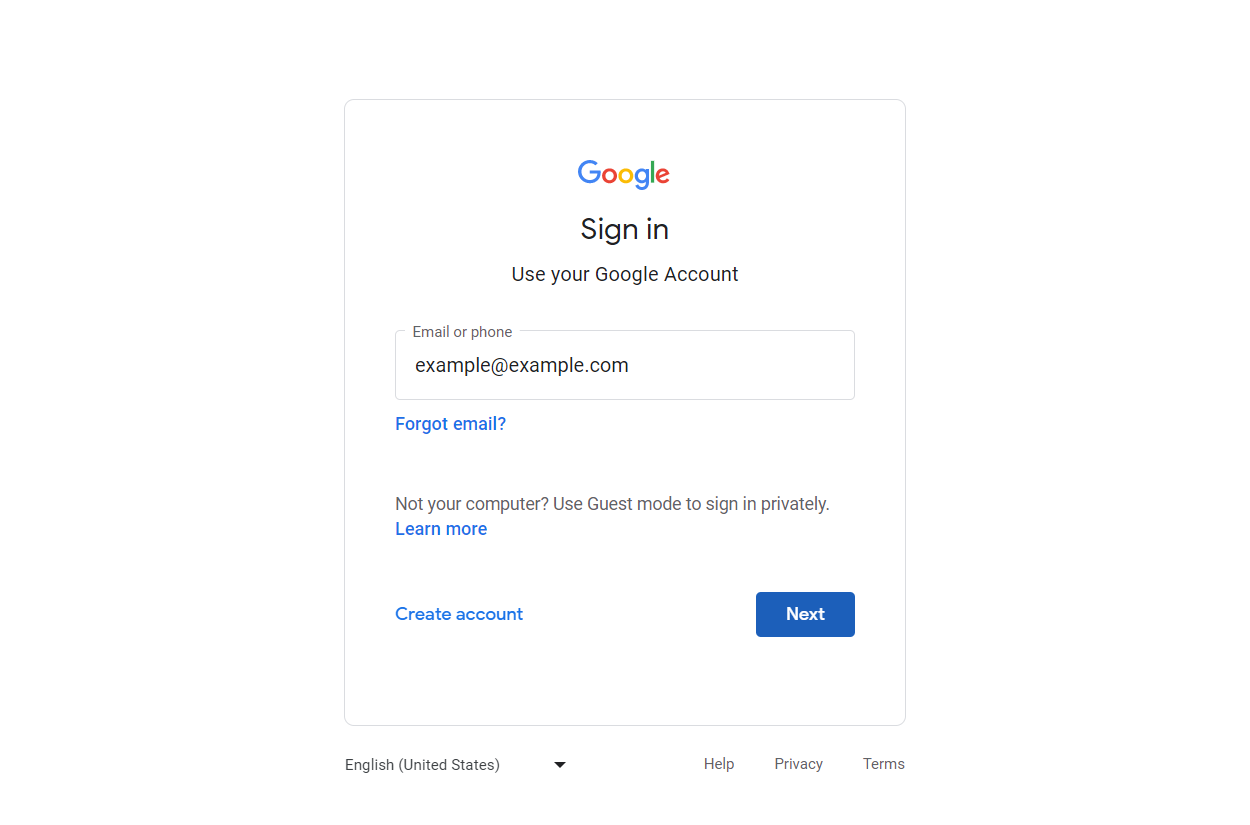 Google
Sign in
Use your Google Account
Email or phone
example@example.com
Forgot email?
Not your computer? Use Guest mode to sign in privately.
Learn more
Create account
Next
English (United States)
Help Privacy Terms